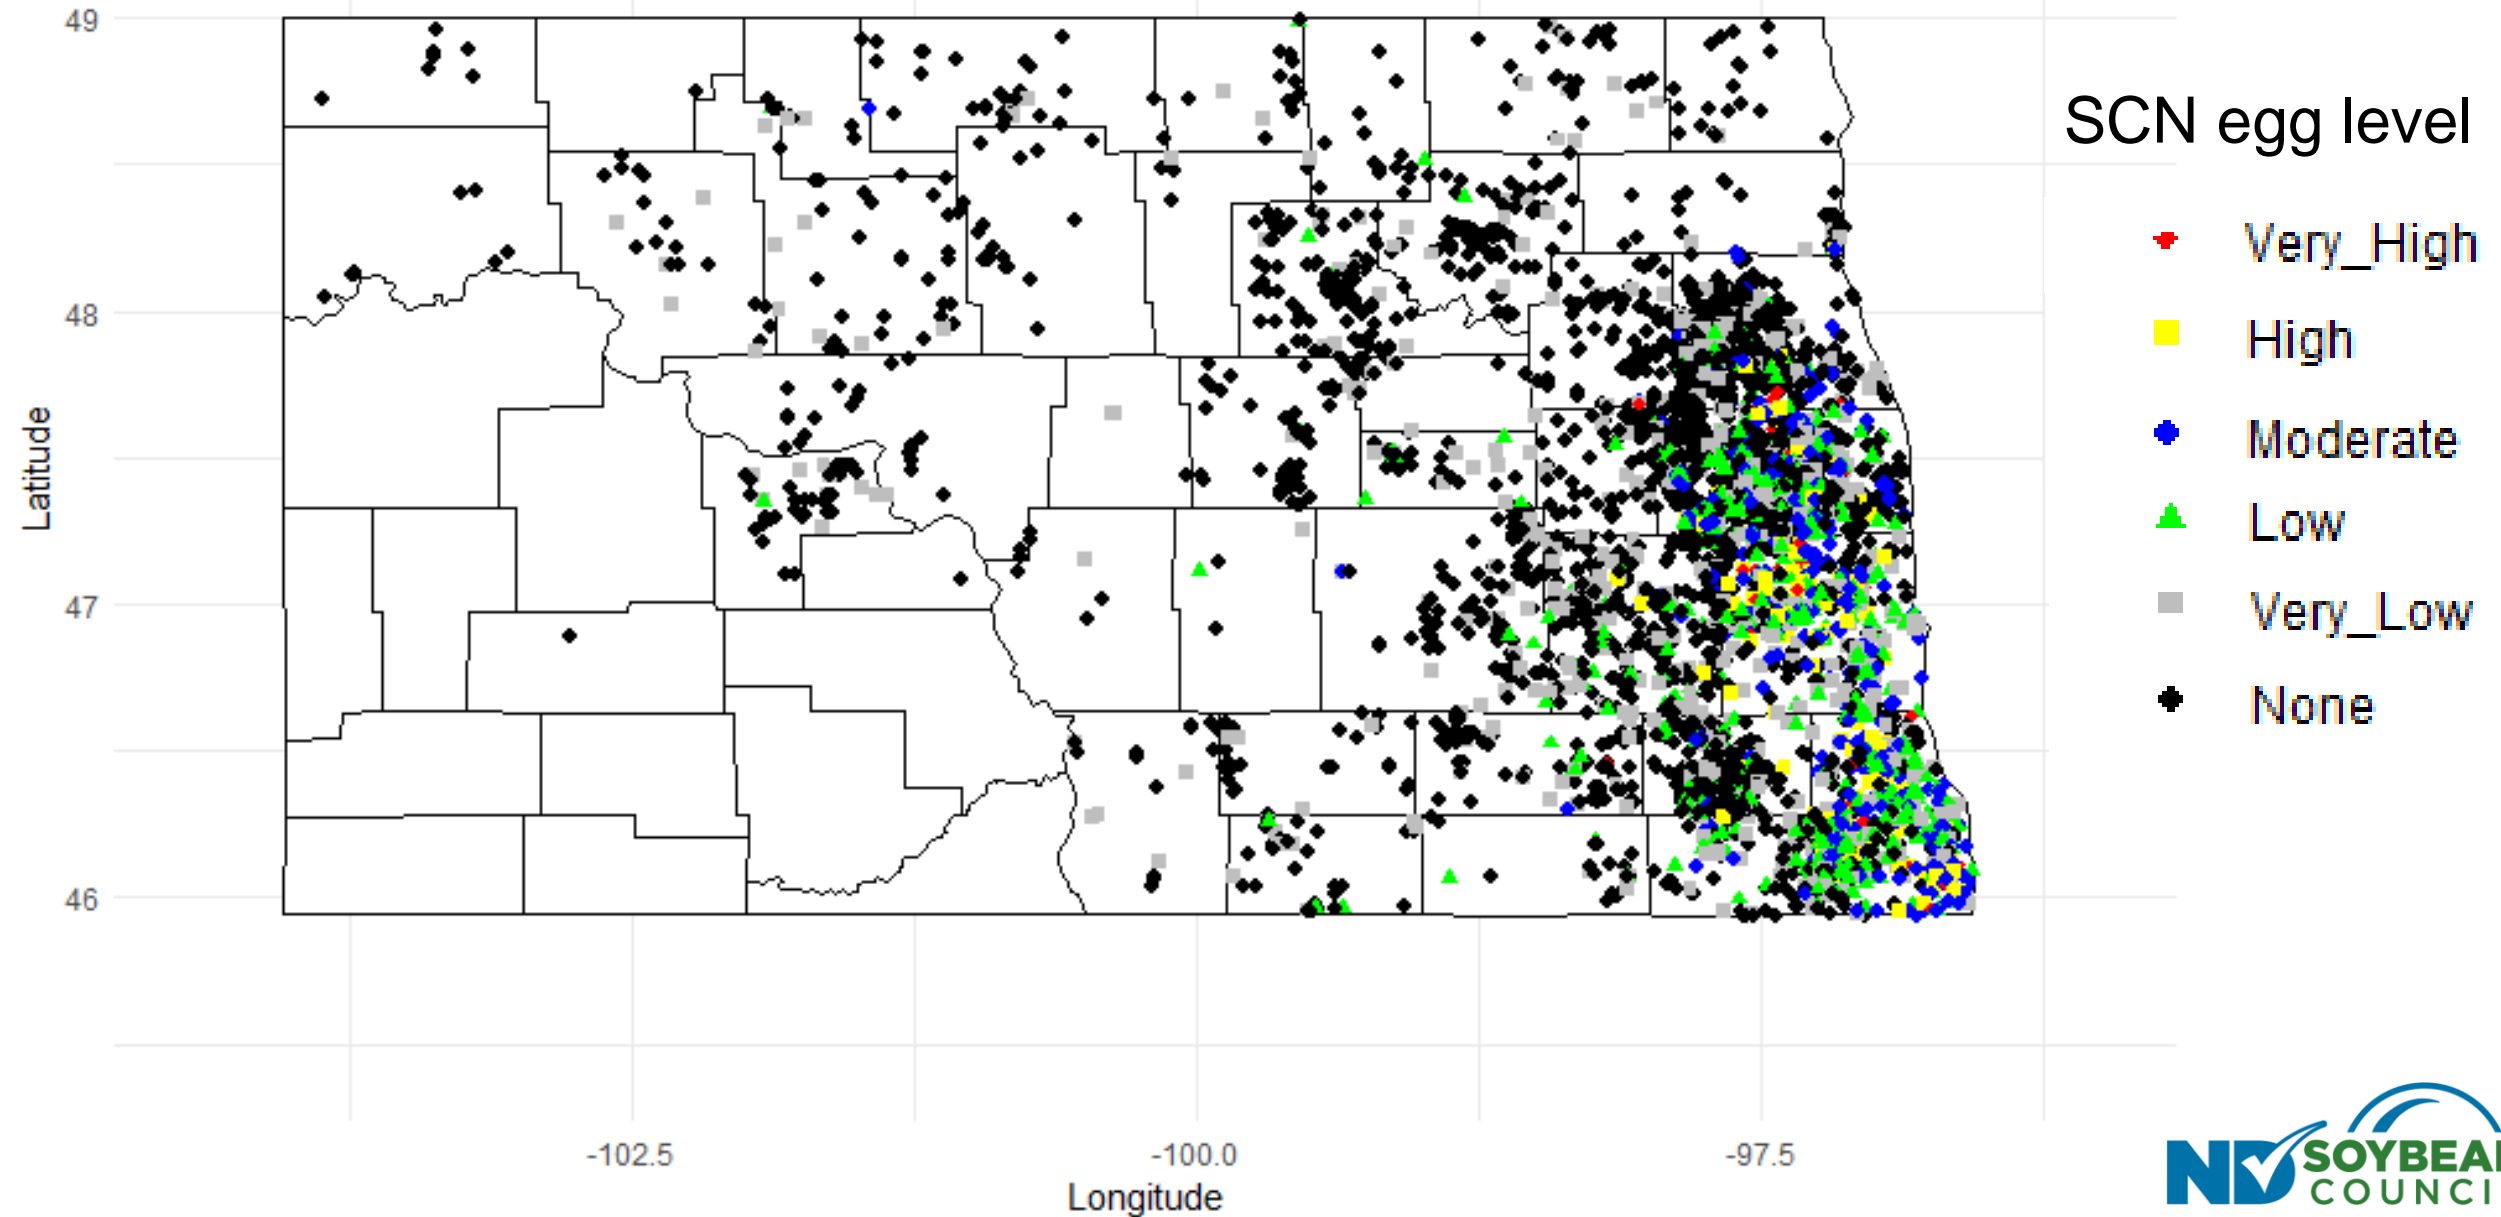 49
48
47
46
Latitude
-102.5
-100.0
-97.5
Longitude
SCN egg level
Very_High
High
Moderate
Low
Very_Low
None
ND SOYBEA
COUNCI